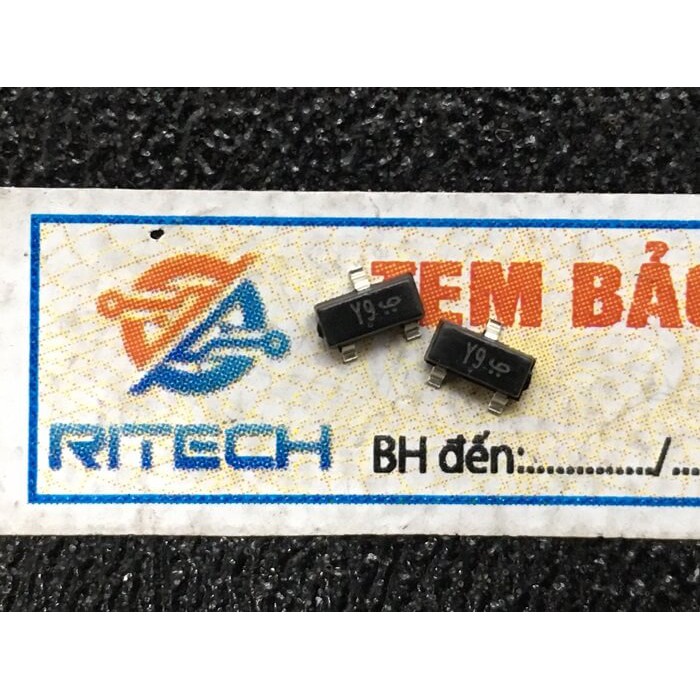 TEM BẢ
RITECH
BH đến:............../....
Y9
Y9